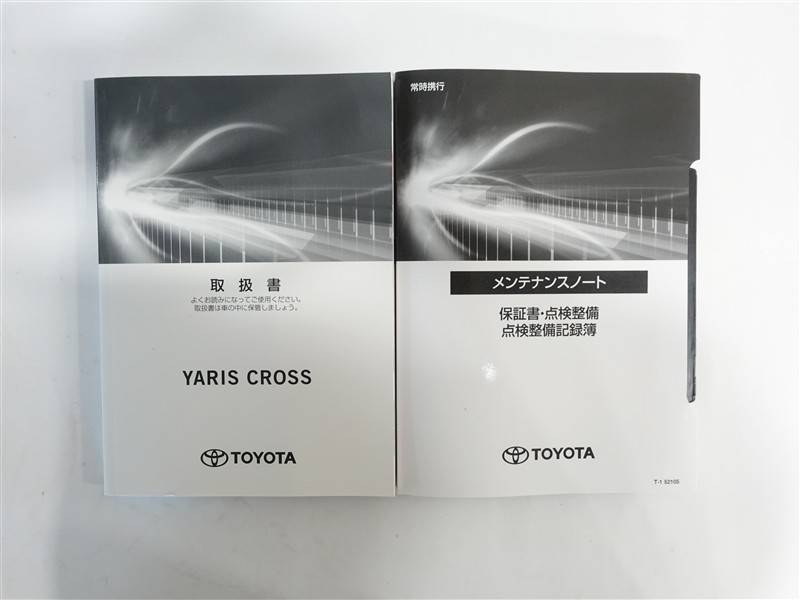 取扱書
よくお読みになってご使用ください。
取扱書は車の中に保管しましょう。
YARIS CROSS
TOYOTA
常時携行
メンテナンスノート
保証書・点検整備
点検整備記録簿
TOYOTA
T-1 52105